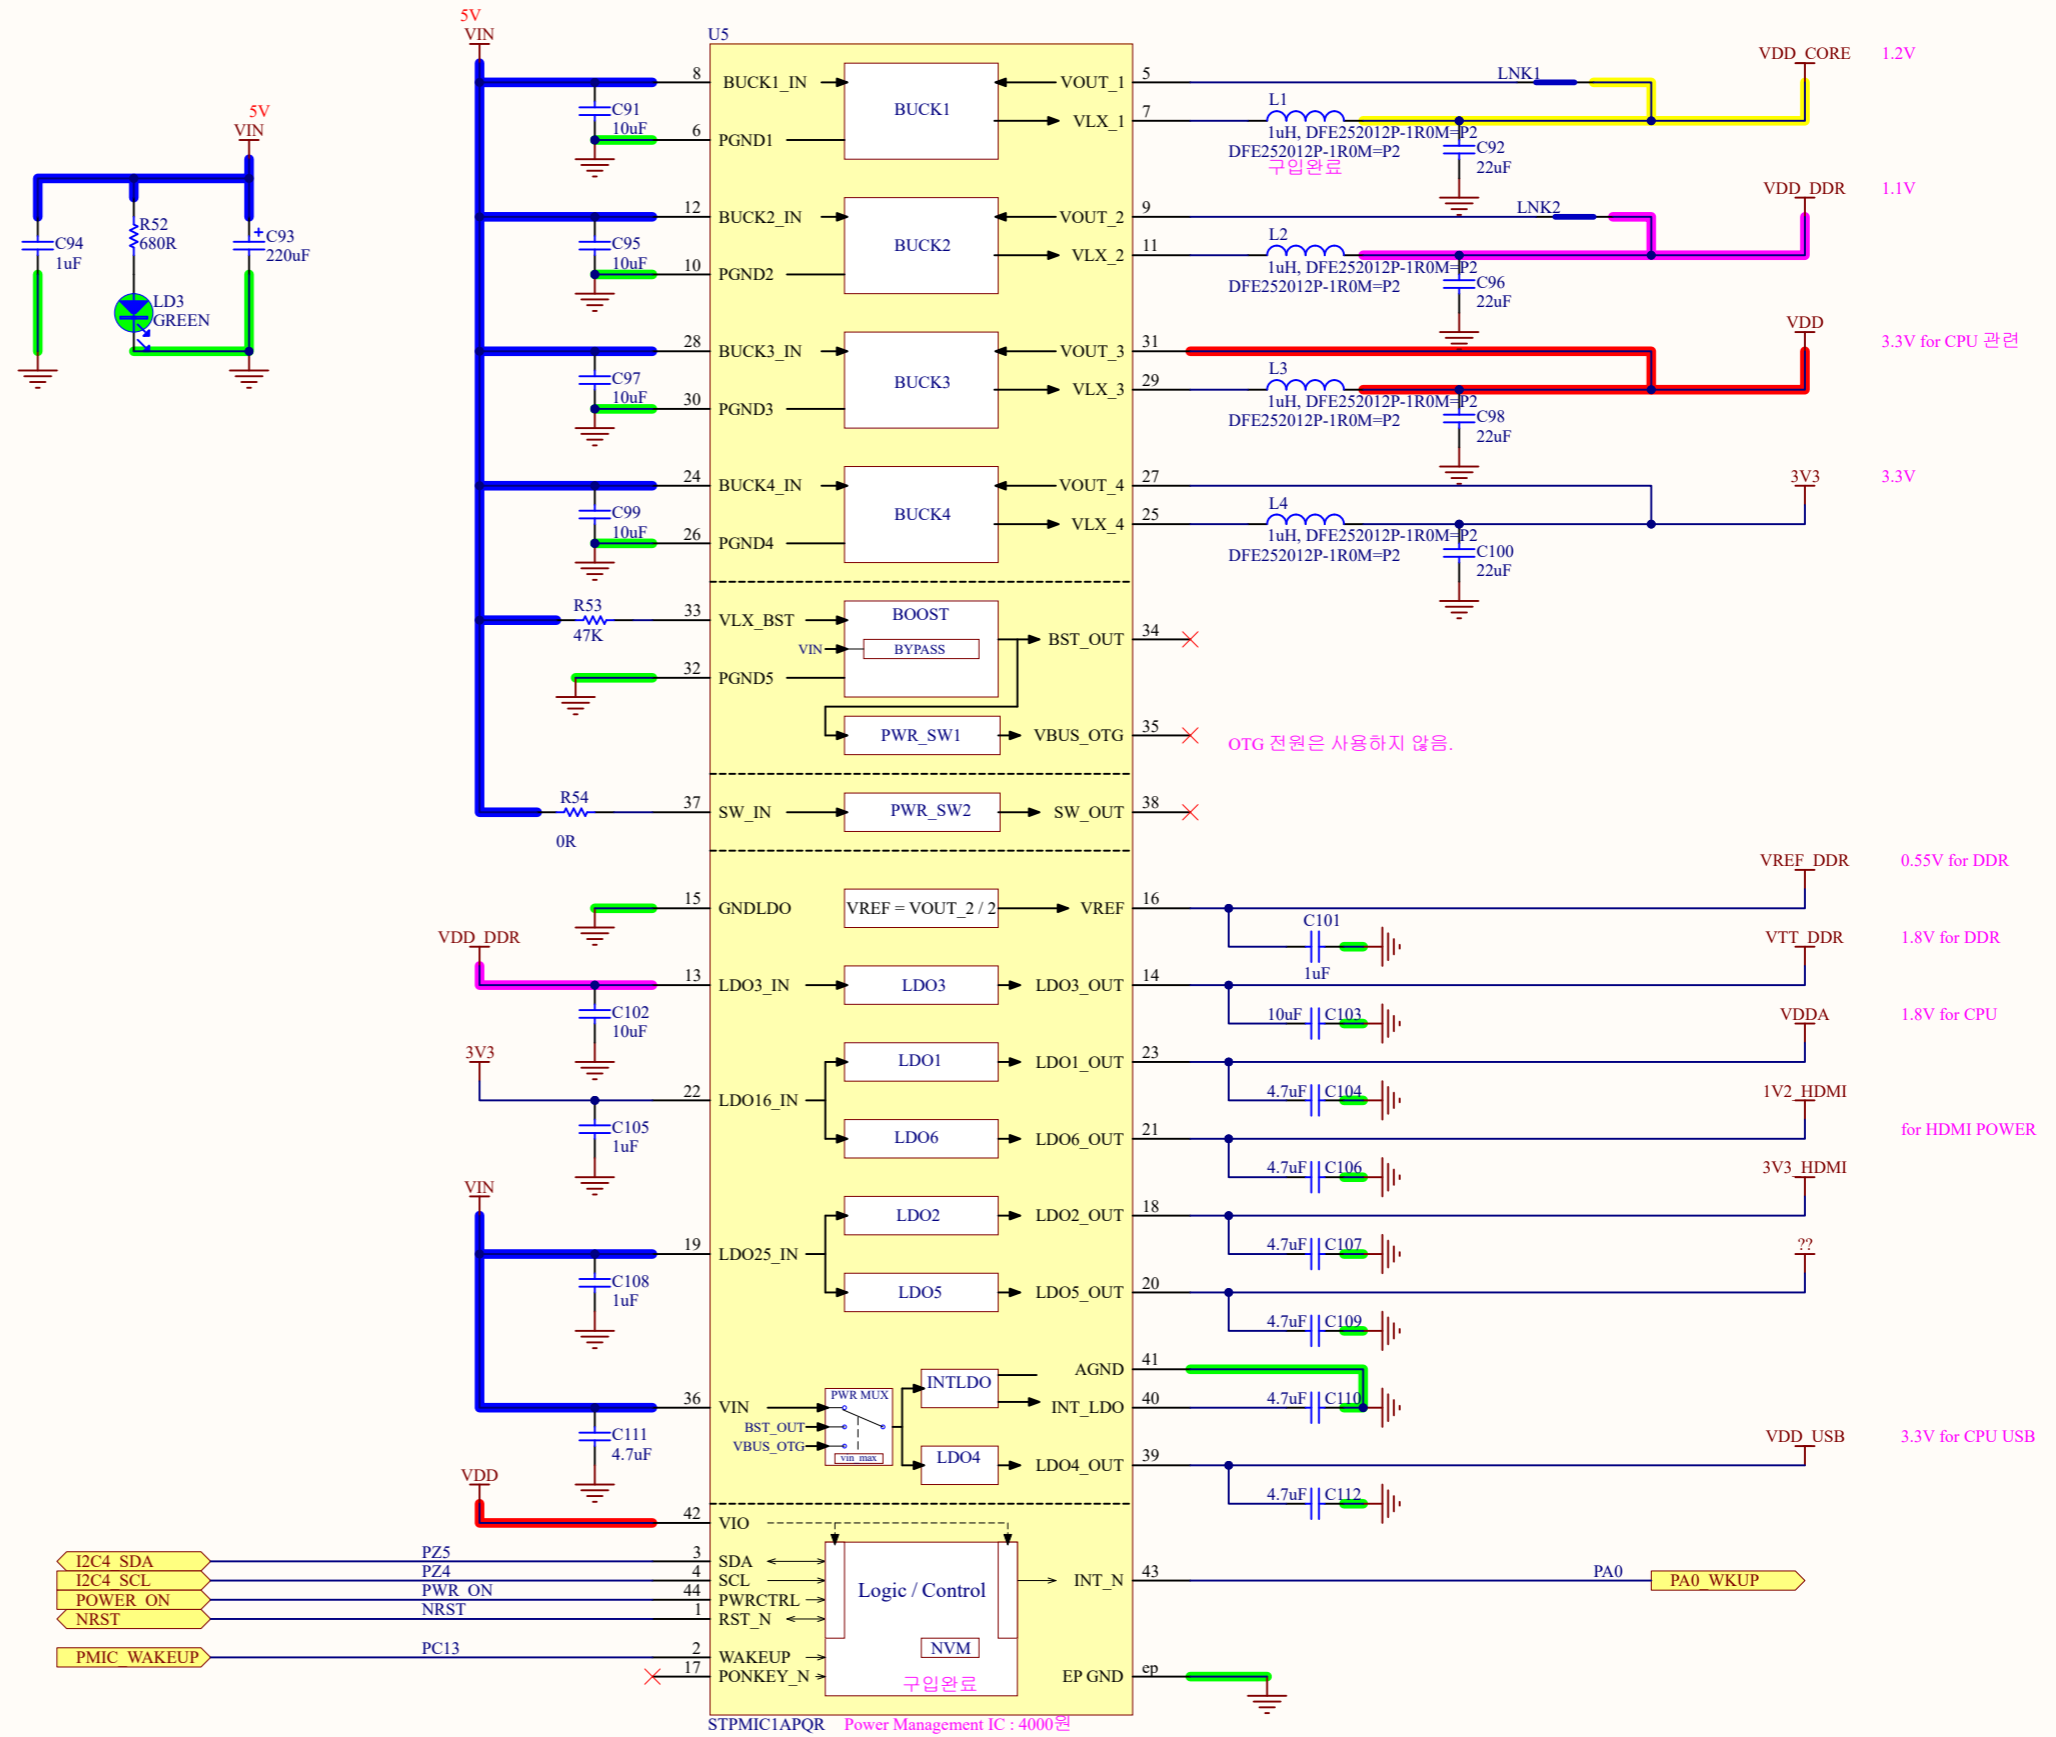 5V
VIN
5V
VIN
C94
1uF
R52
680R
C93
220uF
LD3
GREEN
U5
8
BUCK1_IN
C91
10uF
6
PGND1
BUCK1
VOUT_1
5
VLX_1
7
LNK1
L1
1uH, DFE252012P-1R0M=P2
DFE252012P-1R0M=P2
구입완료
C92
22uF
VDD_CORE
1.2V
12
BUCK2_IN
C95
10uF
10
PGND2
BUCK2
VOUT_2
9
VLX_2
11
LNK2
L2
1uH, DFE252012P-1R0M=P2
DFE252012P-1R0M=P2
C96
22uF
VDD_DDR
1.1V
28
BUCK3_IN
C97
10uF
30
PGND3
BUCK3
VOUT_3
31
VLX_3
29
L3
1uH, DFE252012P-1R0M=P2
DFE252012P-1R0M=P2
C98
22uF
VDD
3.3V for CPU 관련
24
BUCK4_IN
C99
10uF
26
PGND4
BUCK4
VOUT_4
27
VLX_4
25
L4
1uH, DFE252012P-1R0M=P2
DFE252012P-1R0M=P2
C100
22uF
3V3
3.3V
R53
47K
33
VLX_BST
BOOST
VIN
BYPASS
BST_OUT
34
32
PGND5
PWR_SW1
VBUS_OTG
35
OTG 전원은 사용하지 않음.
R54
0R
37
SW_IN
PWR_SW2
SW_OUT
38
15
GNDLDO
VREF = VOUT_2 / 2
VREF
16
C101
1uF
VREF_DDR
0.55V for DDR
VDD_DDR
13
LDO3_IN
C102
10uF
LDO3
LDO3_OUT
14
10uF
C103
VTT_DDR
1.8V for DDR
3V3
22
LDO16_IN
C105
1uF
LDO1
LDO1_OUT
23
4.7uF
C104
VDDA
1.8V for CPU
LDO6
LDO6_OUT
21
4.7uF
C106
1V2_HDMI
for HDMI POWER
VIN
19
LDO25_IN
C108
1uF
LDO2
LDO2_OUT
18
4.7uF
C107
3V3_HDMI
LDO5
LDO5_OUT
20
4.7uF
C109
??
AGND
41
36
VIN
C111
4.7uF
PWR MUX
BST_OUT
VBUS_OTG
vin_max
INTLDO
INT_LDO
40
4.7uF
C110
LDO4
LDO4_OUT
39
4.7uF
C112
VDD_USB
3.3V for CPU USB
VDD
42
VIO
I2C4_SDA
PZ5
3
SDA
I2C4_SCL
PZ4
4
SCL
POWER_ON
PWR_ON
44
PWRCTRL
NRST
NRST
1
RST_N
PMIC_WAKEUP
PC13
2
WAKEUP
17
PONKEY_N
Logic / Control
NVM
구입완료
INT_N
43
PA0
PA0_WKUP
EP GND
ep
STPMIC1APQR
Power Management IC : 4000원